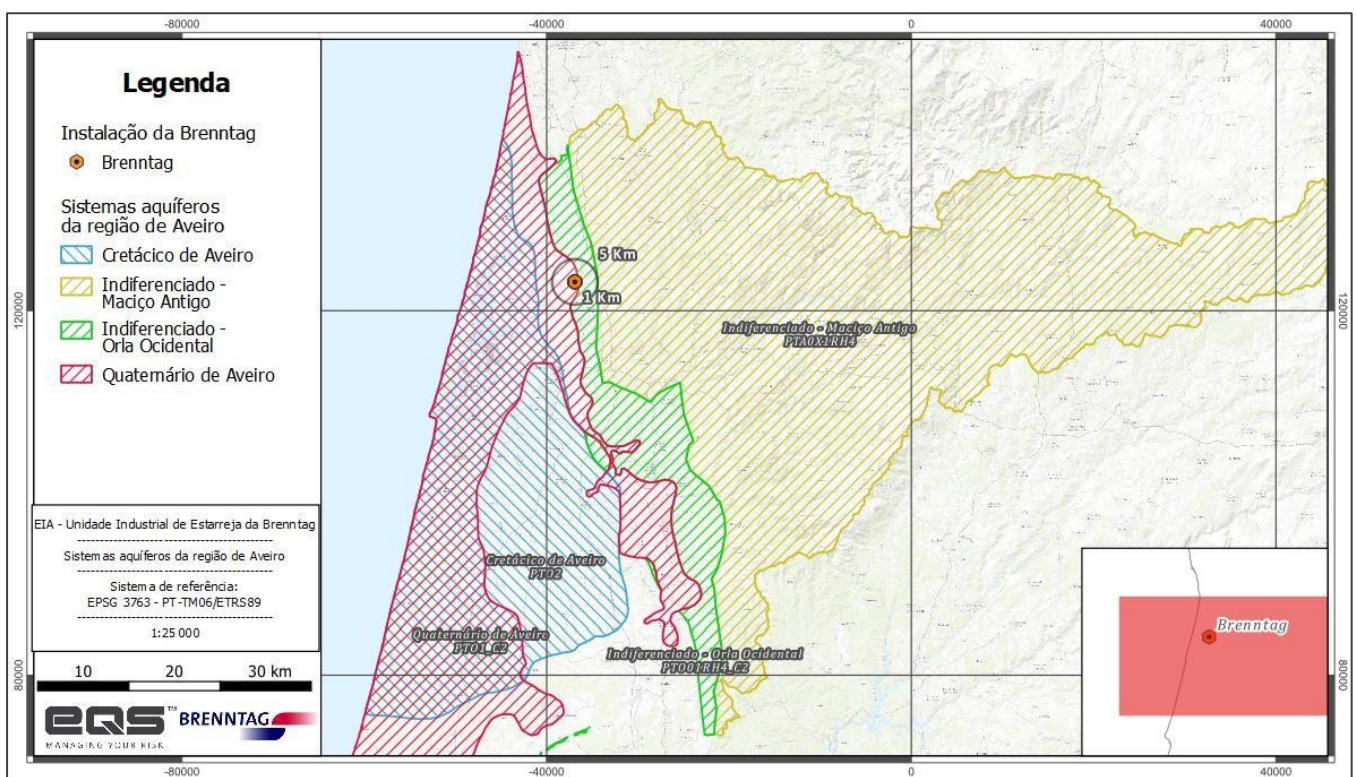 -80000
-40000
0
40000
Legenda
Instalação da Brenntag
Brenntag
Sistemas aquíferos
da região de Aveiro
Cretácico de Aveiro
Indiferenciado -
Maciço Antigo
Indiferenciado -
Orla Ocidental
Quaternário de Aveiro
EIA - Unidade Industrial de Estarreja da Brenntag
Sistemas aquíferos da região de Aveiro
Sistema de referência:
EPSG 3763 - PT-TM06/ETRS89
1:25 000
10 20 30 km
eQS™
MANAGING YOUR RISK
BRENNTAG
120000
80000
5 Km
1 Km
Indiferenciado - Maciço Antigo
PTA0X1RH4
Cretácico de Aveiro
PTO2
Quaternário de Aveiro
PTO1_C2
Indiferenciado - Orla Ocidental
PTO01RH4_C2
Brenntag
120000
80000
-80000
-40000
0
40000